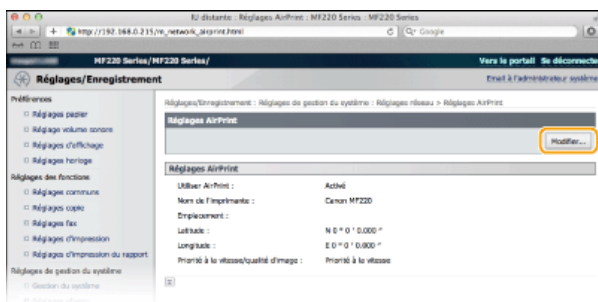 IU distante : Réglages AirPrint : MF220 Series : MF220 Series
http://192.168.0.215/m_network_airprint.html
Google
MF220 Series/MF220 Series/
Vers le portail Se déconnecte
Réglages/Enregistrement
Email à l'administrateur système
Préférences
Réglages/Enregistrement : Réglages de gestion du système : Réglages réseau > Réglages AirPrint
Réglages papier
Réglages AirPrint
Réglage volume sonore
Réglages d'affichage
Modifier...
Réglages horloge
Réglages des fonctions
Réglages AirPrint
Réglages communs
Utiliser AirPrint : Activé
Réglages copie
Nom de l'imprimante : Canon MF220
Réglages fax
Emplacement :
Réglages d'impression
Latitude : N 0 ° 0 ' 0.000 "
Réglages d'impression du rapport
Longitude : E 0 ° 0 ' 0.000 "
Priorité à la vitesse/qualité d'image : Priorité à la vitesse
Réglages de gestion du système
Gestion du système